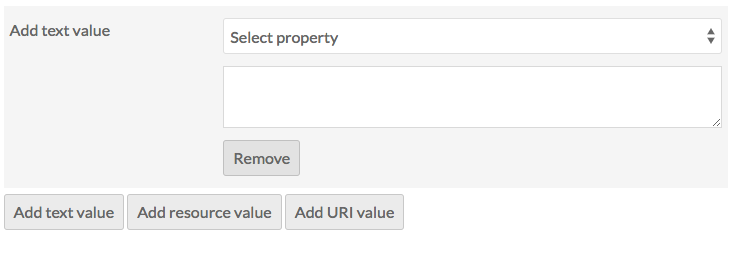 Add text value
Select property
Remove
Add text value Add resource value Add URI value